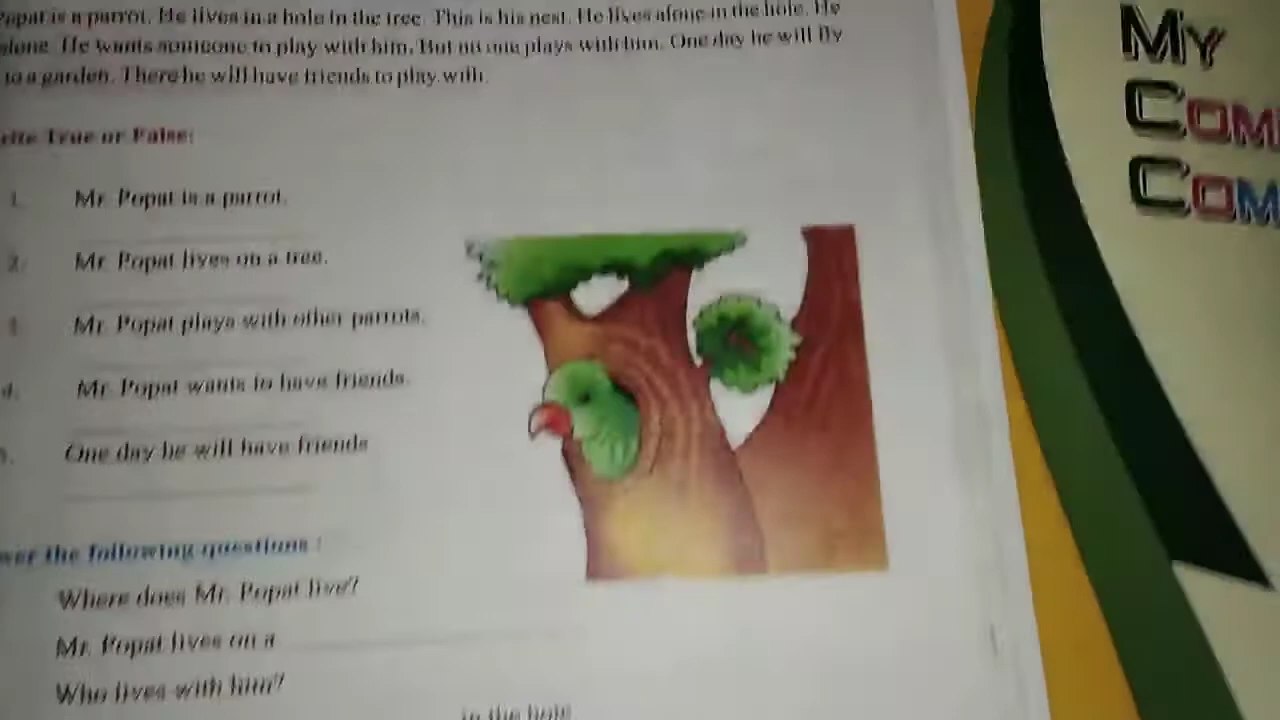 Popat is a parrot. He lives in a hole in the tree. This is his nest. He lives alone in the hole. He
alone. He wants someone to play with him. But no one plays with him. One day he will fly
to a garden. There he will have friends to play with.
rite True or False:
1. Mr. Popat is a parrot.
2. Mr. Popat lives on a tree.
3. Mr. Popat plays with other parrots.
4. Mr. Popat wants to have friends.
5. One day he will have friends
wer the following questions :
Where does Mr. Popat live?
Mr. Popat lives on a
Who lives with him?
in the hole
MY
COM
COM